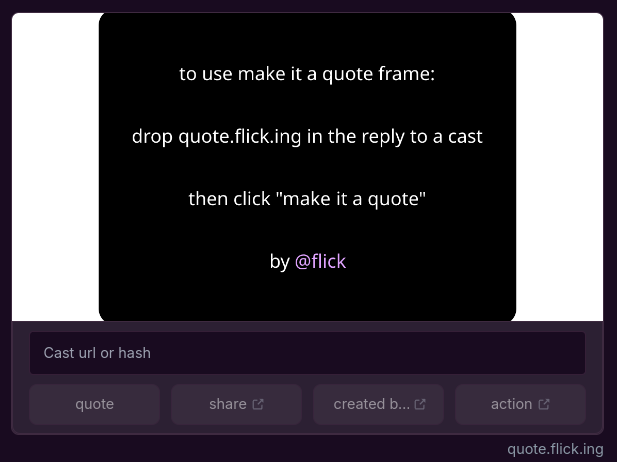 to use make it a quote frame:
drop quote.flick.ing in the reply to a cast
then click "make it a quote"
by @flick
Cast url or hash
quote
share
created b...
action
quote.flick.ing